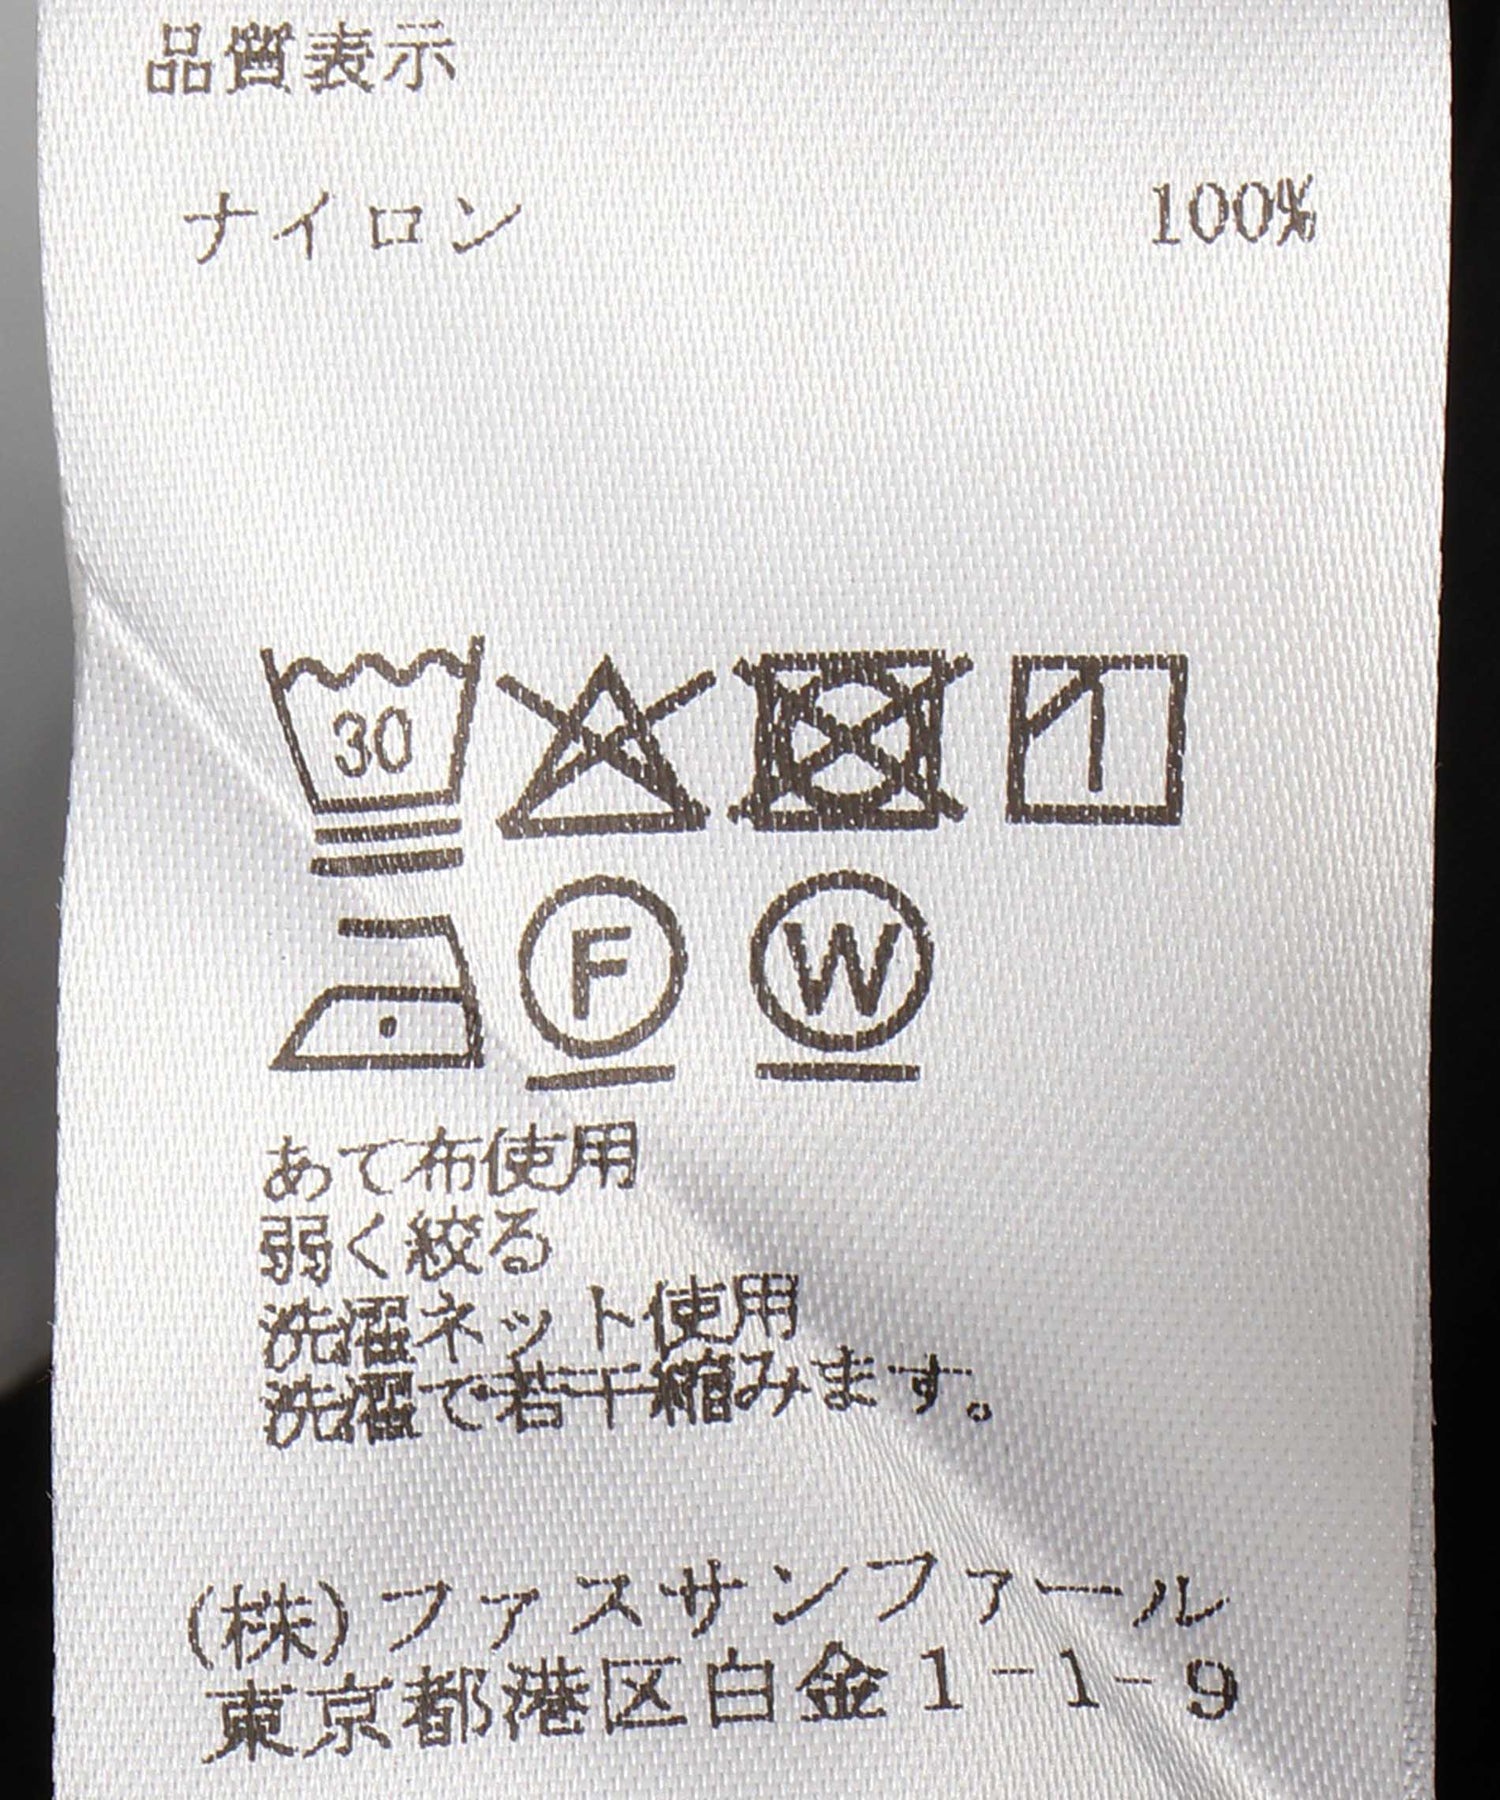 品質表示
ナイロン 100%
30
F W
あて布使用
弱く絞る
洗濯ネット使用
洗濯で若干縮みます。
(株)ファスサンファール
東京都港区白金1-1-9